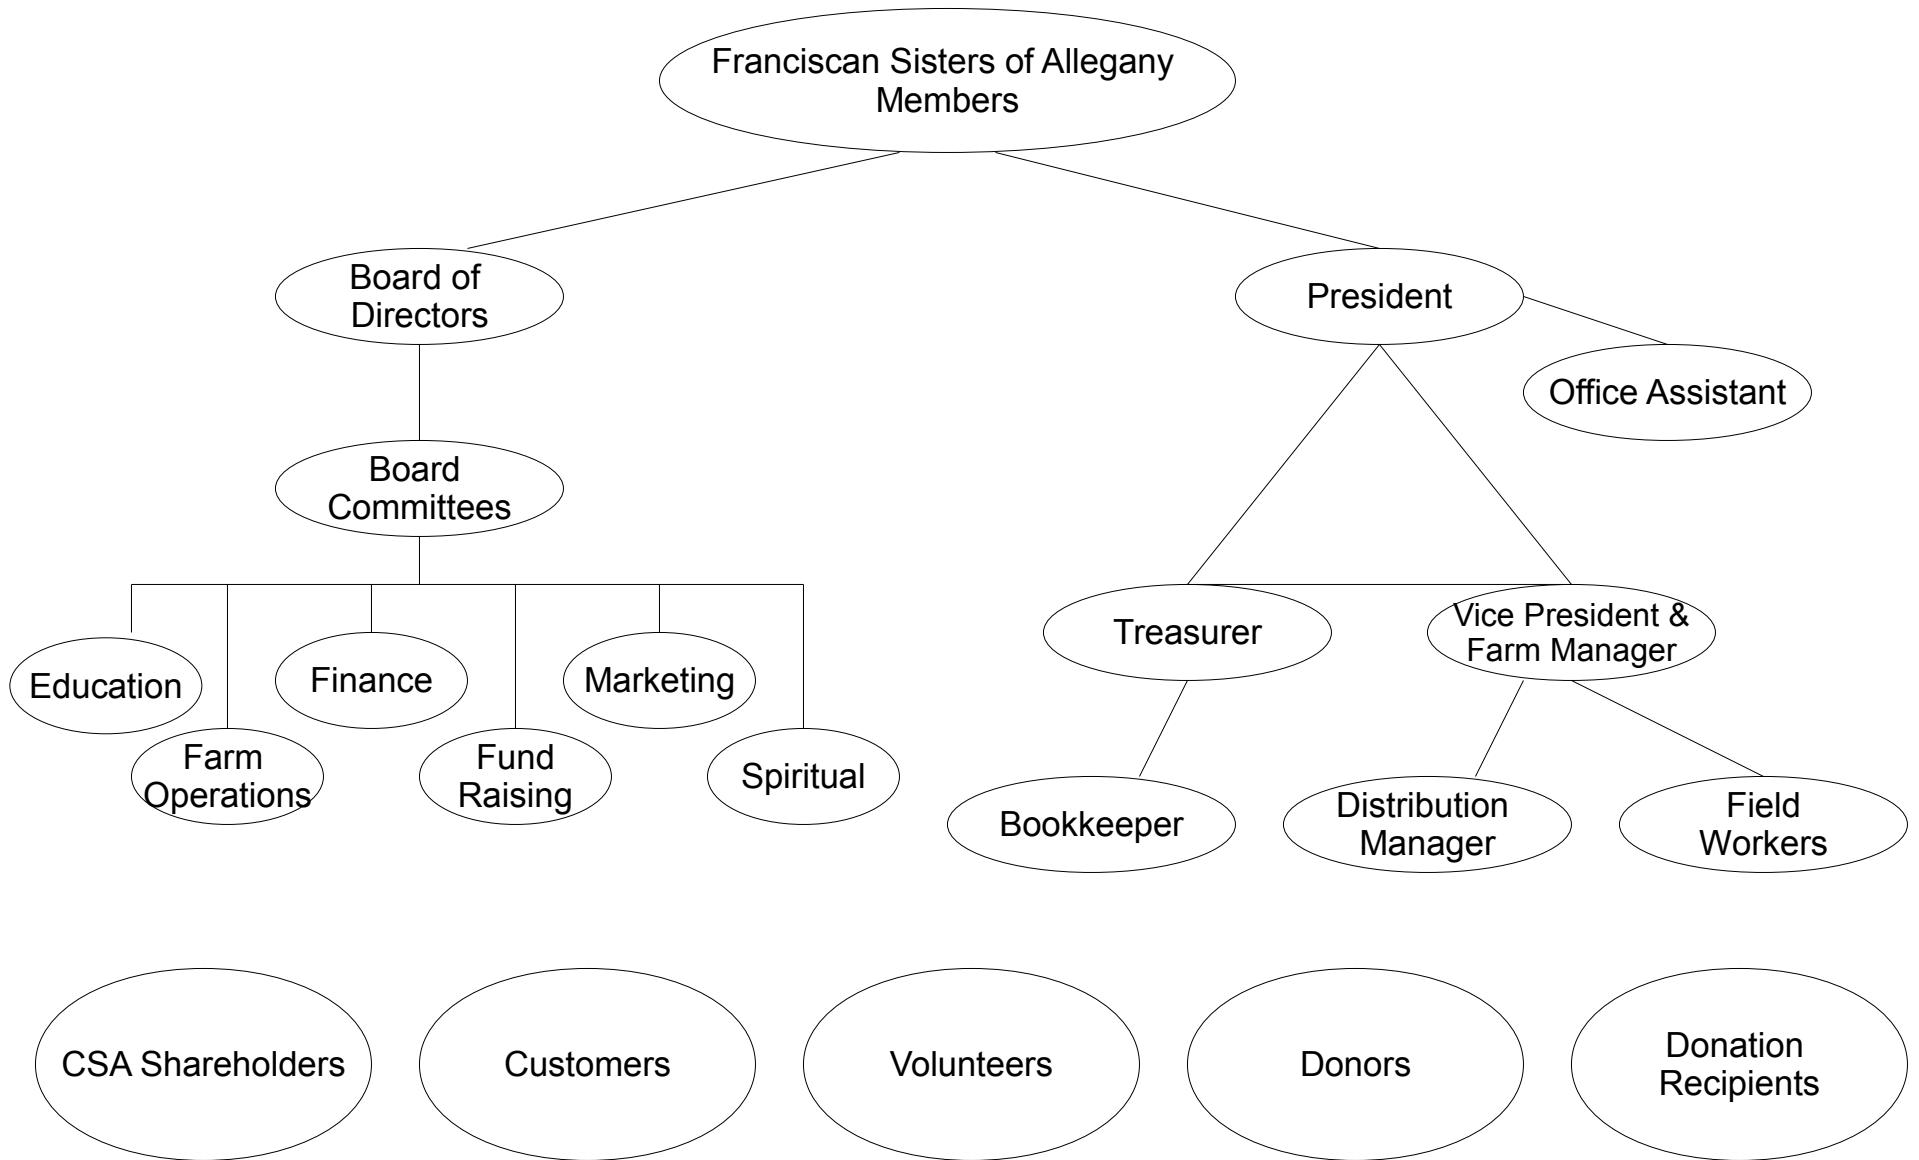 Franciscan Sisters of Allegany
Members
Board of
Directors
President
Office Assistant
Board
Committees
Treasurer
Vice President &
Farm Manager
Education
Finance
Marketing
Farm
Operations
Fund
Raising
Spiritual
Bookkeeper
Distribution
Manager
Field
Workers
CSA Shareholders
Customers
Volunteers
Donors
Donation
Recipients